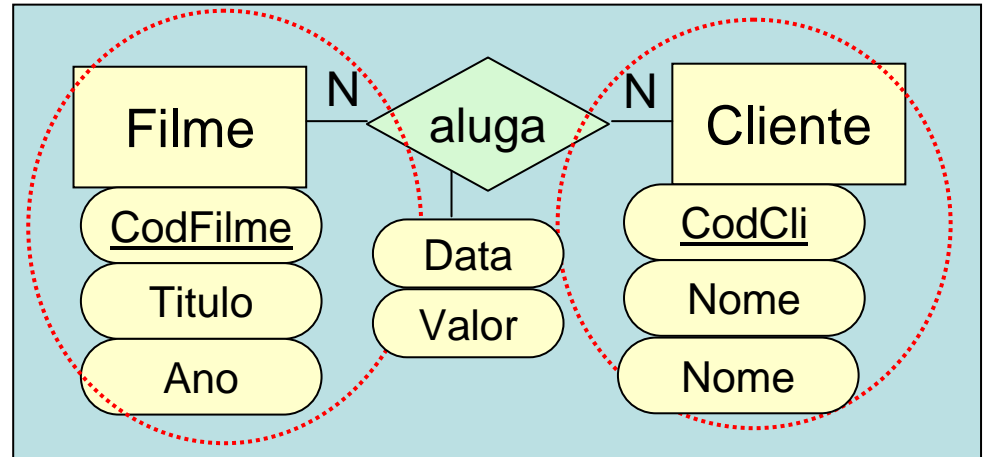 Filme
N
aluga
N
Cliente
CodFilme
Titulo
Ano
Data
Valor
CodCli
Nome
Nome